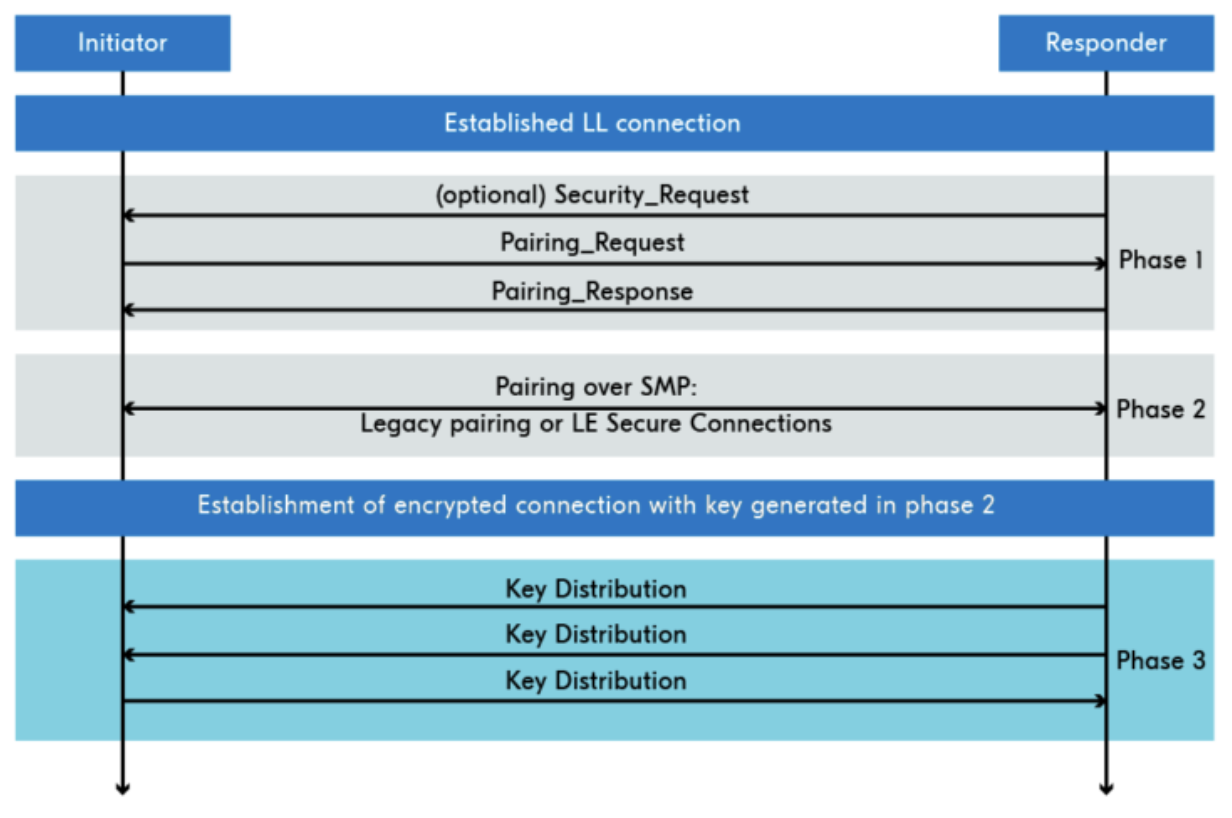 Initiator
Responder
Established LL connection
(optional) Security_Request
Pairing_Request
Phase 1
Pairing_Response
Pairing over SMP:
Phase 2
Legacy pairing or LE Secure Connections
Establishment of encrypted connection with key generated in phase 2
Key Distribution
Key Distribution
Phase 3
Key Distribution